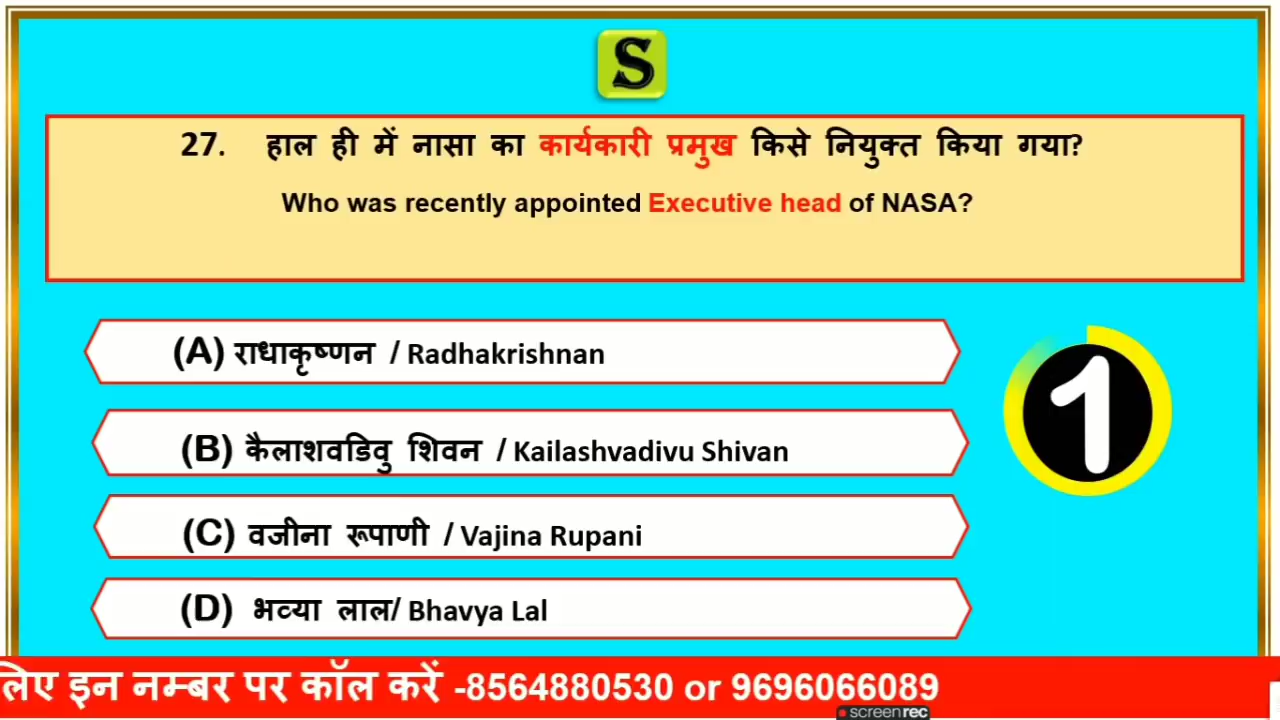 S
27. हाल ही में नासा का कार्यकारी प्रमुख किसे नियुक्त किया गया?
Who was recently appointed Executive head of NASA?
(A) राधाकृष्णन / Radhakrishnan
1
(B) कैलाशवडिवु शिवन / Kailashvadivu Shivan
(C) वजीना रूपाणी / Vajina Rupani
(D) भव्या लाल/ Bhavya Lal
लिए इन नम्बर पर कॉल करें -8564880530 or 9696066089
screenrec